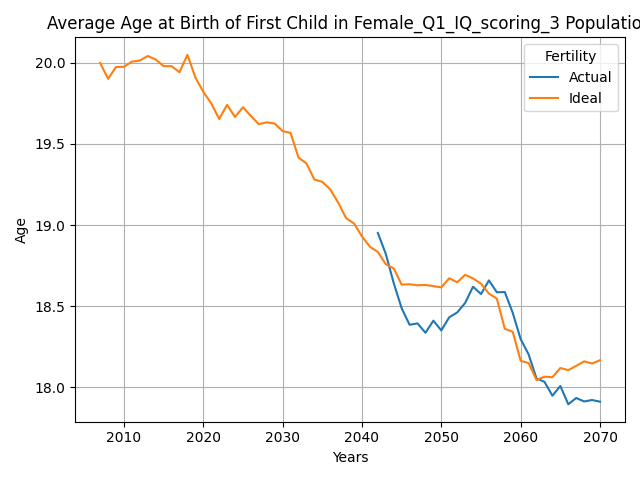 Average Age at Birth of First Child in Female_Q1_IQ_scoring_3 Populatio
Fertility
Actual
Ideal
20.0
19.5
19.0
18.5
18.0
Age
2010 2020 2030 2040 2050 2060 2070
Years